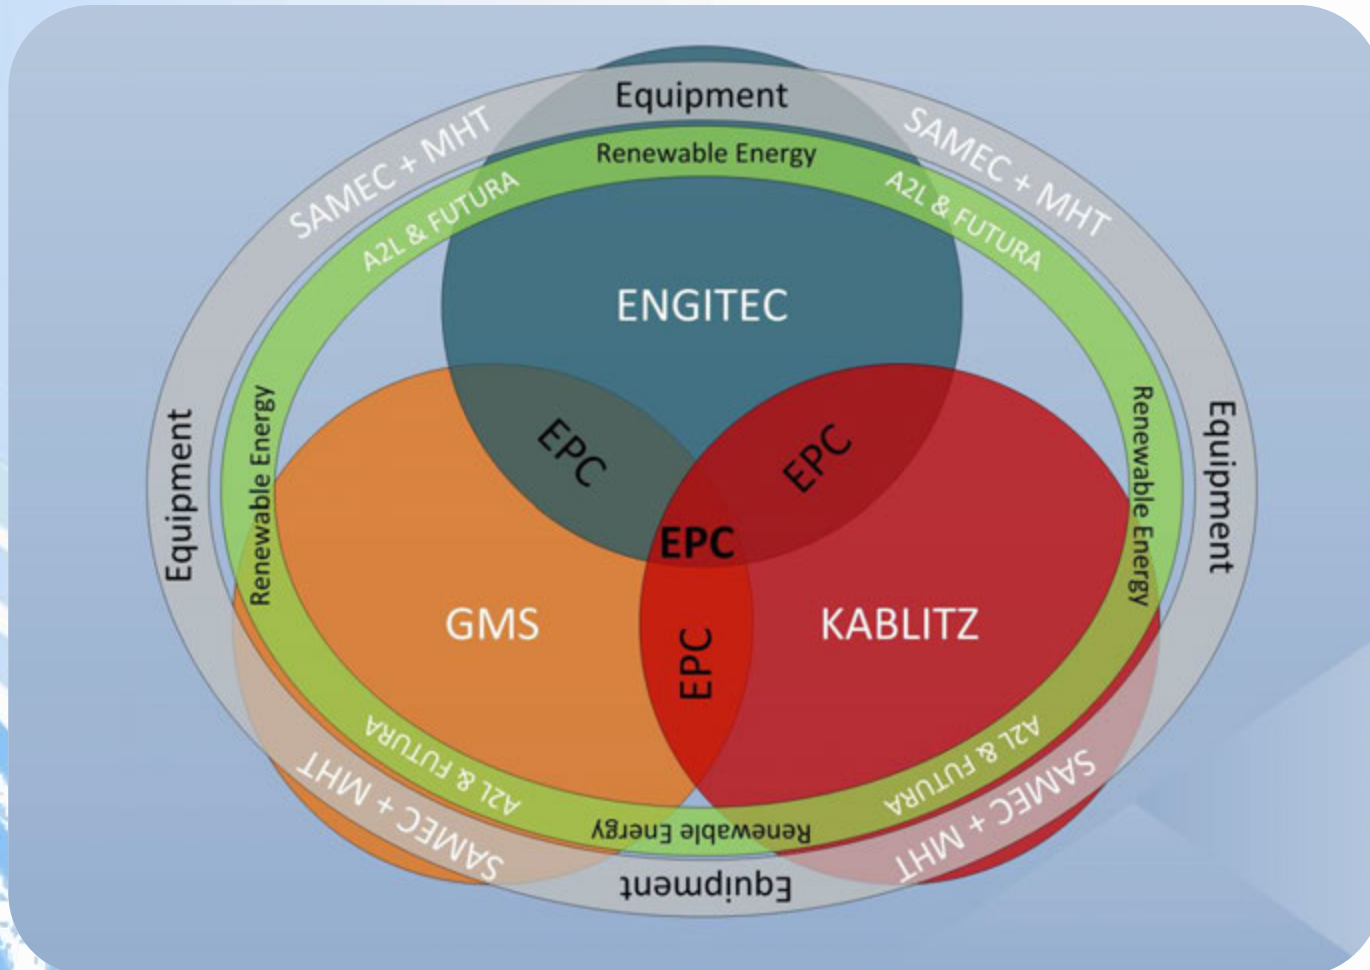 Equipment
SAMEC + MHT
SAMEC + MHT
Renewable Energy
A2L & FUTURA
A2L & FUTURA
ENGITEC
Equipment
Renewable Energy
Renewable Energy
Equipment
EPC
EPC
EPC
GMS
KABLITZ
EPC
A2L & FUTURA
A2L & FUTURA
SAMEC + MHT
SAMEC + MHT
Renewable Energy
Equipment